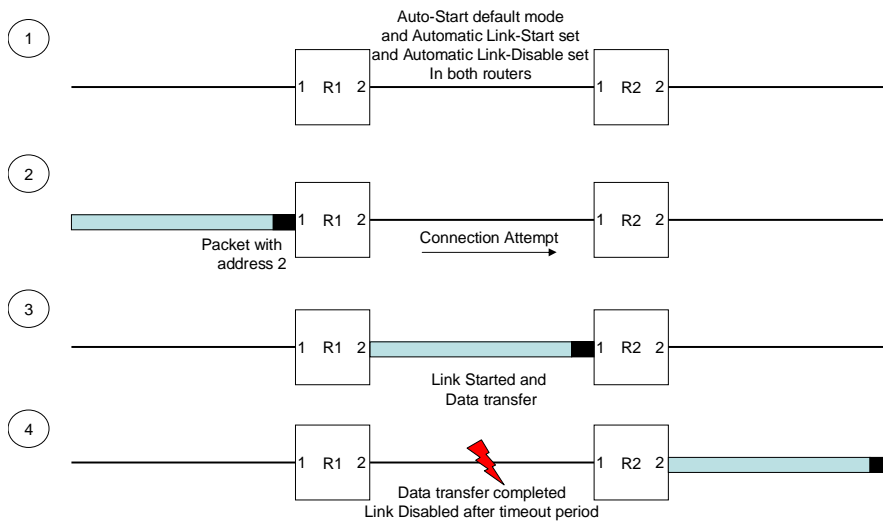 1
Auto-Start default mode
and Automatic Link-Start set
and Automatic Link-Disable set
In both routers
1 R1 2
1 R2 2
2
1 R1 2
1 R2 2
Packet with
address 2
Connection Attempt
3
1 R1 2
1 R2 2
Link Started and
Data transfer
4
1 R1 2
1 R2 2
Data transfer completed
Link Disabled after timeout period